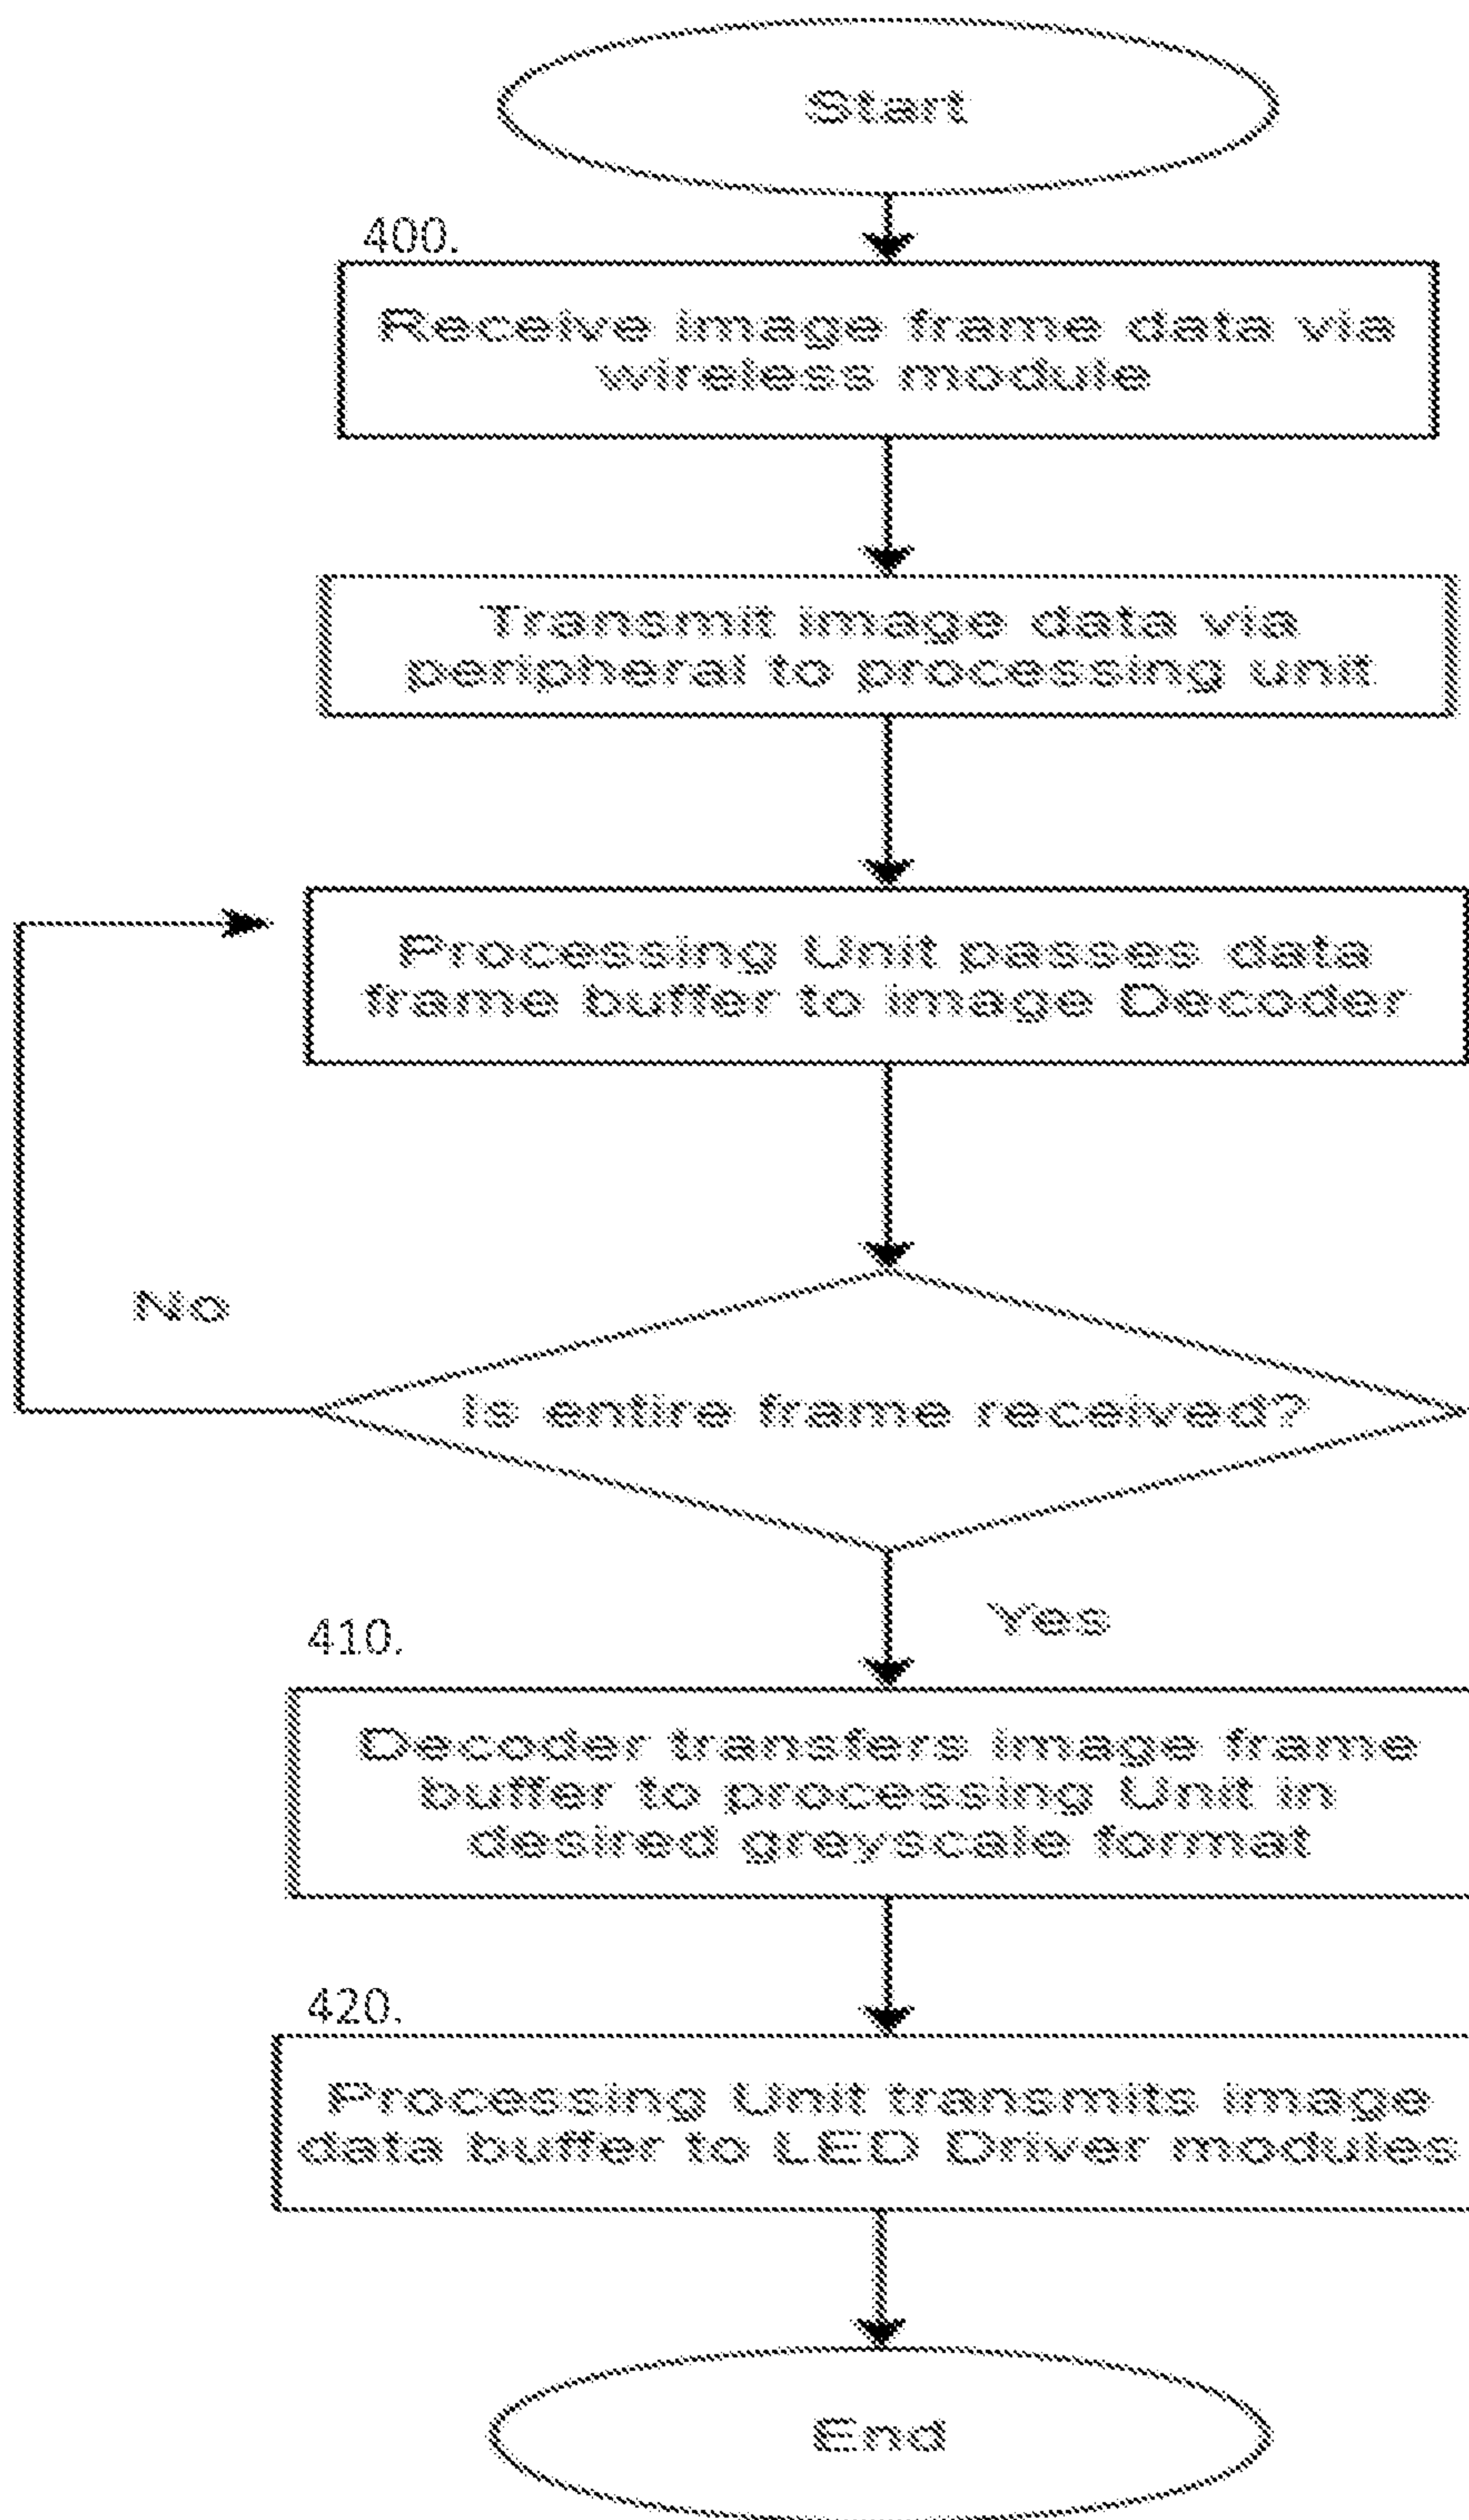 Start
400.
Receive image frame data via
wireless module
Transmit image data via
peripheral to processing unit
Processing Unit passes data
frame buffer to image Decoder
No
Is entire frame received?
Yes
410.
Decoder transfers image frame
buffer to processing Unit in
desired greyscale format
420.
Processing Unit transmits image
data buffer to LED Driver modules
End